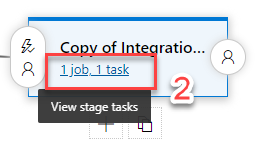 Copy of Integratio...
1 job, 1 task
2
View stage tasks